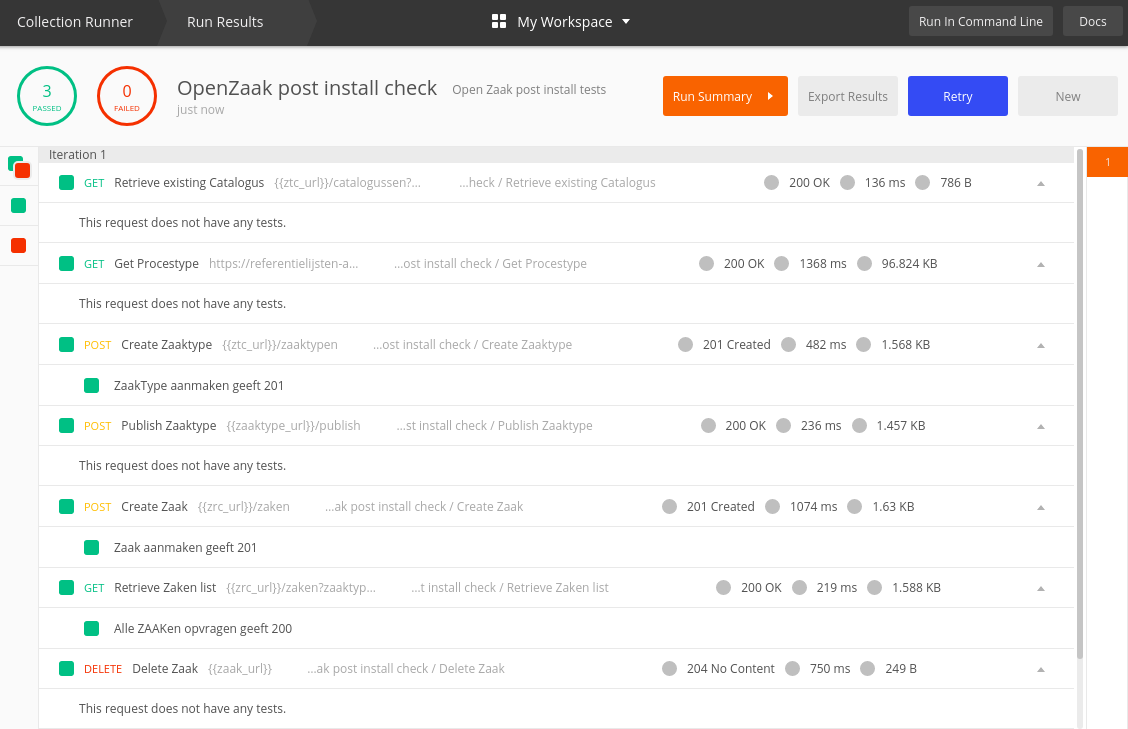 Collection Runner Run Results My Workspace Run In Command Line Docs
3 PASSED 0 FAILED OpenZaak post install check Open Zaak post install tests Run Summary Export Results Retry New
just now
Iteration 1 1
GET Retrieve existing Catalogus {{ztc_url}}/catalogussen?... ...heck / Retrieve existing Catalogus 200 OK 136 ms 786 B
This request does not have any tests.
GET Get Procestype https://referentielijsten-a... ...ost install check / Get Procestype 200 OK 1368 ms 96.824 KB
This request does not have any tests.
POST Create Zaaktype {{ztc_url}}/zaaktypen ...ost install check / Create Zaaktype 201 Created 482 ms 1.568 KB
ZaakType aanmaken geeft 201
POST Publish Zaaktype {{zaaktype_url}}/publish ...st install check / Publish Zaaktype 200 OK 236 ms 1.457 KB
This request does not have any tests.
POST Create Zaak {{zrc_url}}/zaken ...ak post install check / Create Zaak 201 Created 1074 ms 1.63 KB
Zaak aanmaken geeft 201
GET Retrieve Zaken list {{zrc_url}}/zaken?zaaktyp... ...t install check / Retrieve Zaken list 200 OK 219 ms 1.588 KB
Alle ZAAKen opvragen geeft 200
DELETE Delete Zaak {{zaak_url}} ...ak post install check / Delete Zaak 204 No Content 750 ms 249 B
This request does not have any tests.